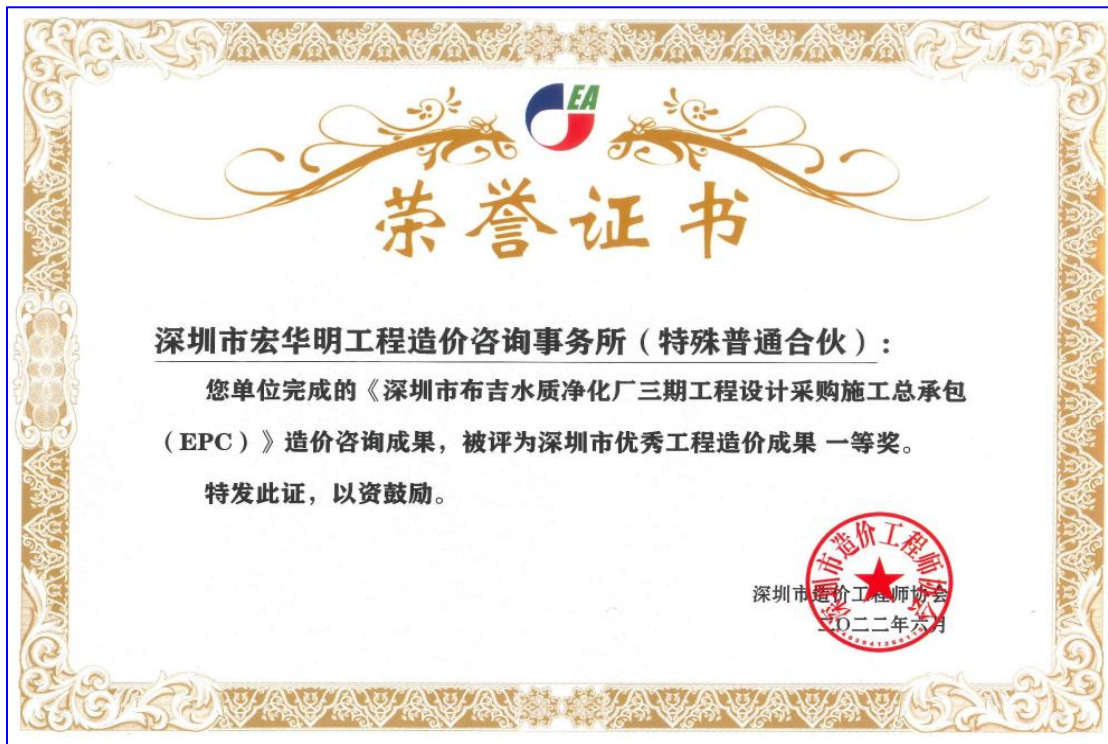 EA
荣誉证书
深圳市宏华明工程造价咨询事务所（特殊普通合伙）：
您单位完成的《深圳市布吉水质净化厂三期工程设计采购施工总承包
（EPC）》造价咨询成果，被评为深圳市优秀工程造价成果 一等奖。
特发此证，以资鼓励。
深圳市造价工程师协会
深圳市造价工程师协会
二〇二二年六月